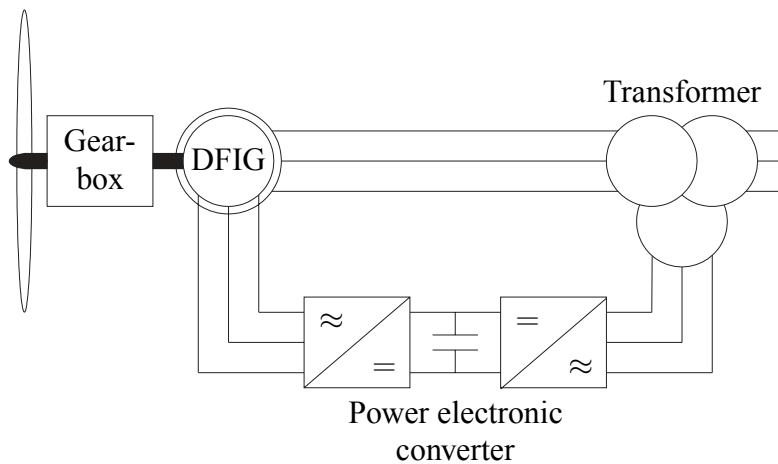 Transformer
Gear-
box
DFIG
≈
=
=
≈
Power electronic
converter